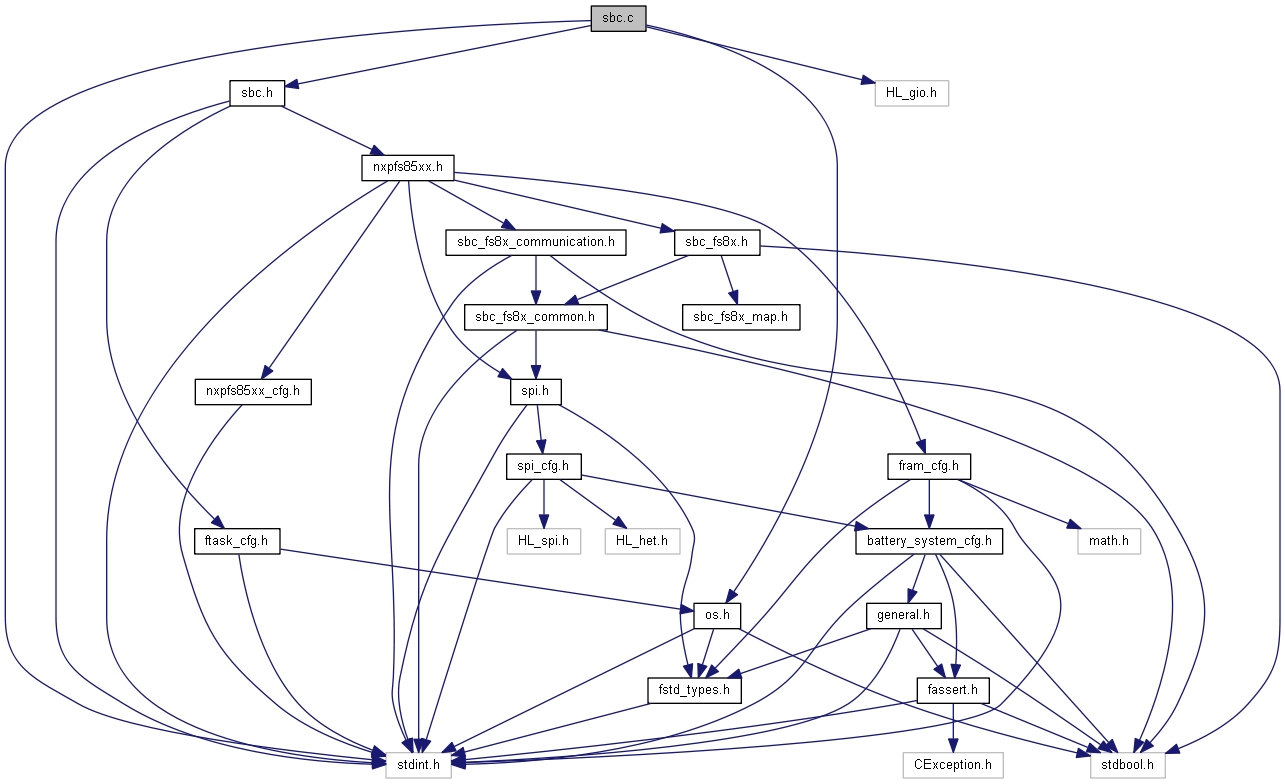 sbc.c
sbc.h
HL_gio.h
nxpfs85xx.h
sbc_fs8x_communication.h
sbc_fs8x.h
sbc_fs8x_common.h
sbc_fs8x_map.h
nxpfs85xx_cfg.h
spi.h
spi_cfg.h
fram_cfg.h
ftask_cfg.h
HL_spi.h
HL_het.h
battery_system_cfg.h
math.h
os.h
general.h
fstd_types.h
fassert.h
stdint.h
CException.h
stdbool.h